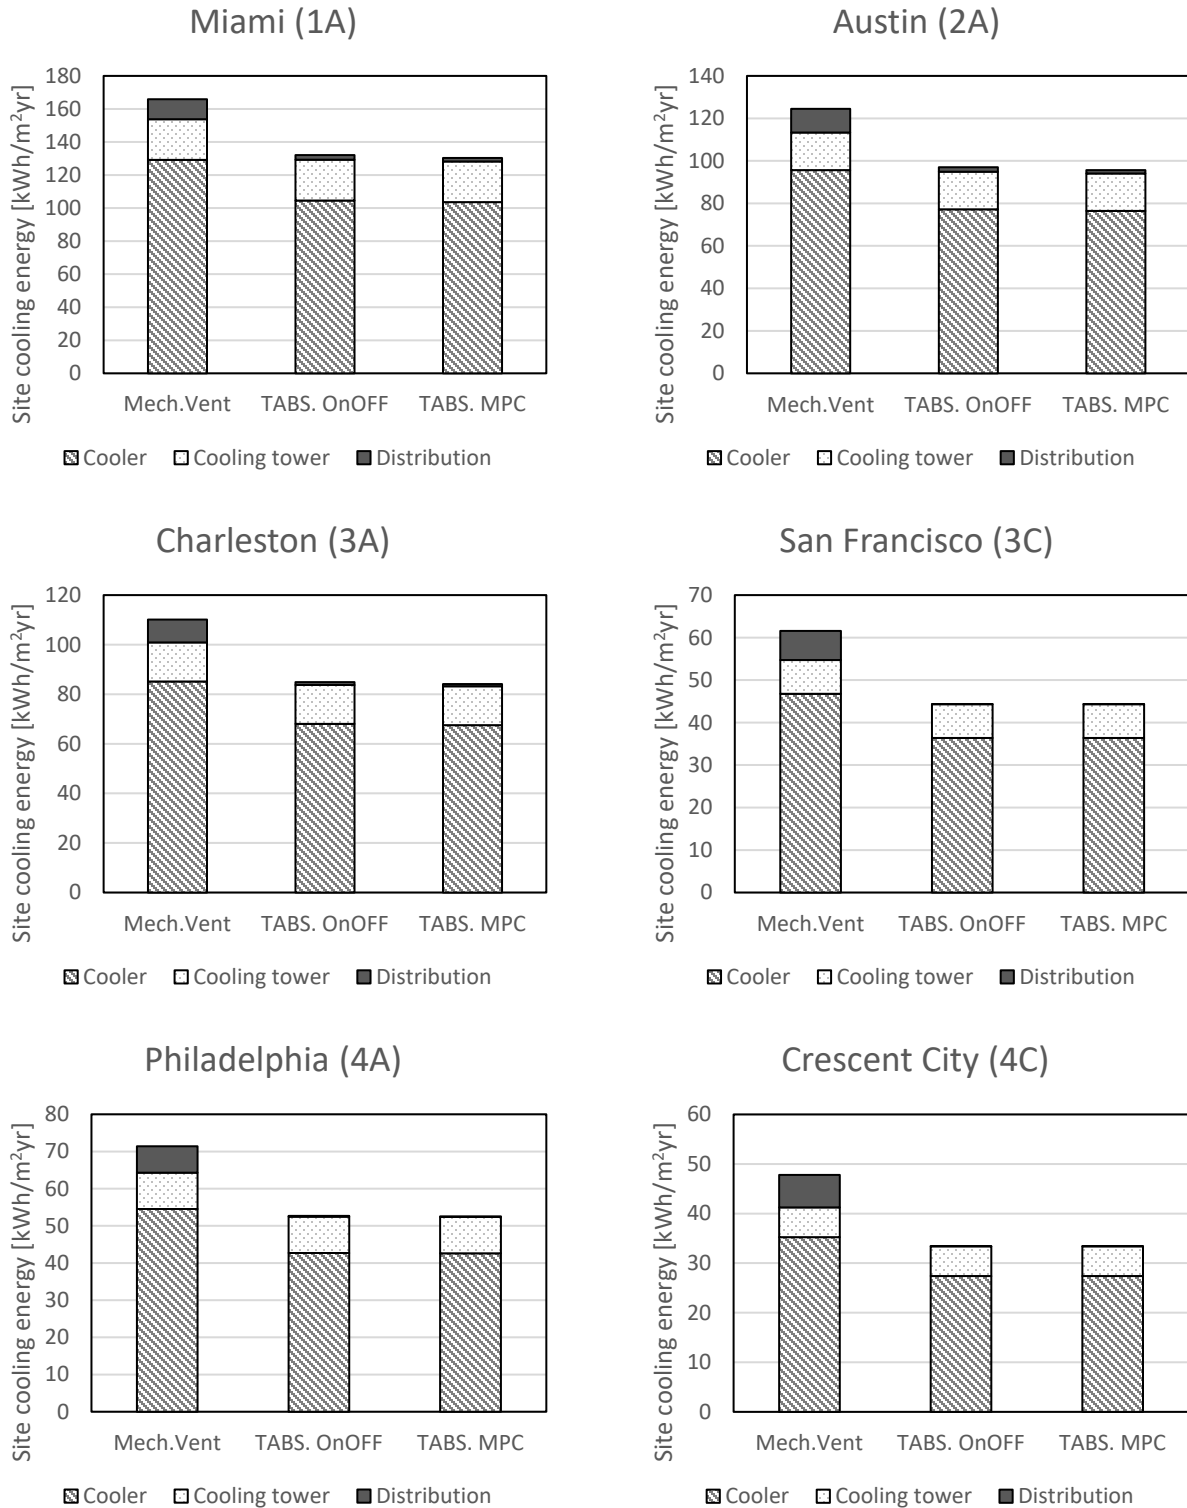 Miami (1A)
Site cooling energy [kWh/m²yr]
180
160
140
120
100
80
60
40
20
0
Mech.Vent TABS. OnOFF TABS. MPC
Cooler Cooling tower Distribution
Austin (2A)
Site cooling energy [kWh/m²yr]
140
120
100
80
60
40
20
0
Mech.Vent TABS. OnOFF TABS. MPC
Cooler Cooling tower Distribution
Charleston (3A)
Site cooling energy [kWh/m²yr]
120
100
80
60
40
20
0
Mech.Vent TABS. OnOFF TABS. MPC
Cooler Cooling tower Distribution
San Francisco (3C)
Site cooling energy [kWh/m²yr]
70
60
50
40
30
20
10
0
Mech.Vent TABS. OnOFF TABS. MPC
Cooler Cooling tower Distribution
Philadelphia (4A)
Site cooling energy [kWh/m²yr]
80
70
60
50
40
30
20
10
0
Mech.Vent TABS. OnOFF TABS. MPC
Cooler Cooling tower Distribution
Crescent City (4C)
Site cooling energy [kWh/m²yr]
60
50
40
30
20
10
0
Mech.Vent TABS. OnOFF TABS. MPC
Cooler Cooling tower Distribution